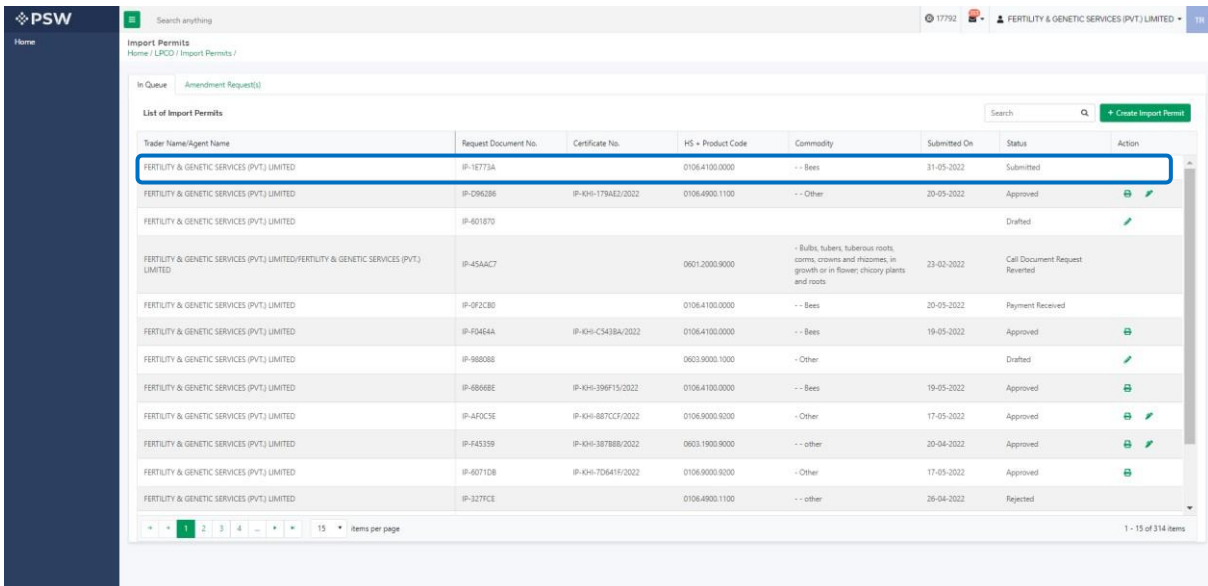 PSW
Search anything
17792
FERTILITY & GENETIC SERVICES (PVT.) LIMITED
TR
Home
Import Permits
Home / LPCO / Import Permits /
In Queue Amendment Request(s)
List of Import Permits
Search
+ Create Import Permit
Trader Name/Agent Name Request Document No. Certificate No. HS + Product Code Commodity Submitted On Status Action
FERTILITY & GENETIC SERVICES (PVT.) LIMITED IP-1E773A 0106.4100.0000 - - Bees 31-05-2022 Submitted
FERTILITY & GENETIC SERVICES (PVT.) LIMITED IP-D96286 IP-KHI-179AE2/2022 0106.4900.1100 - - Other 20-05-2022 Approved
FERTILITY & GENETIC SERVICES (PVT.) LIMITED IP-601870 Drafted
- Bulbs, tubers, tuberous roots,
FERTILITY & GENETIC SERVICES (PVT.) LIMITED/FERTILITY & GENETIC SERVICES (PVT.) IP-45AAC7 0601.2000.9000 corms, crowns and rhizomes, in 23-02-2022 Call Document Request
LIMITED growth or in flower; chicory plants Reverted
and roots
FERTILITY & GENETIC SERVICES (PVT.) LIMITED IP-0F2CB0 0106.4100.0000 - - Bees 20-05-2022 Payment Received
FERTILITY & GENETIC SERVICES (PVT.) LIMITED IP-F04E4A IP-KHI-C543BA/2022 0106.4100.0000 - - Bees 19-05-2022 Approved
FERTILITY & GENETIC SERVICES (PVT.) LIMITED IP-988088 0603.9000.1000 - Other Drafted
FERTILITY & GENETIC SERVICES (PVT.) LIMITED IP-6B66BE IP-KHI-396F15/2022 0106.4100.0000 - - Bees 19-05-2022 Approved
FERTILITY & GENETIC SERVICES (PVT.) LIMITED IP-AF0C5E IP-KHI-887CCF/2022 0106.9000.9200 - Other 17-05-2022 Approved
FERTILITY & GENETIC SERVICES (PVT.) LIMITED IP-F45359 IP-KHI-387B8B/2022 0603.1900.9000 - - other 20-04-2022 Approved
FERTILITY & GENETIC SERVICES (PVT.) LIMITED IP-6071DB IP-KHI-7D641F/2022 0106.9000.9200 - Other 17-05-2022 Approved
FERTILITY & GENETIC SERVICES (PVT.) LIMITED IP-327FCE 0106.4900.1100 - - other 26-04-2022 Rejected
1 2 3 4 ... 15 items per page 1 - 15 of 314 items